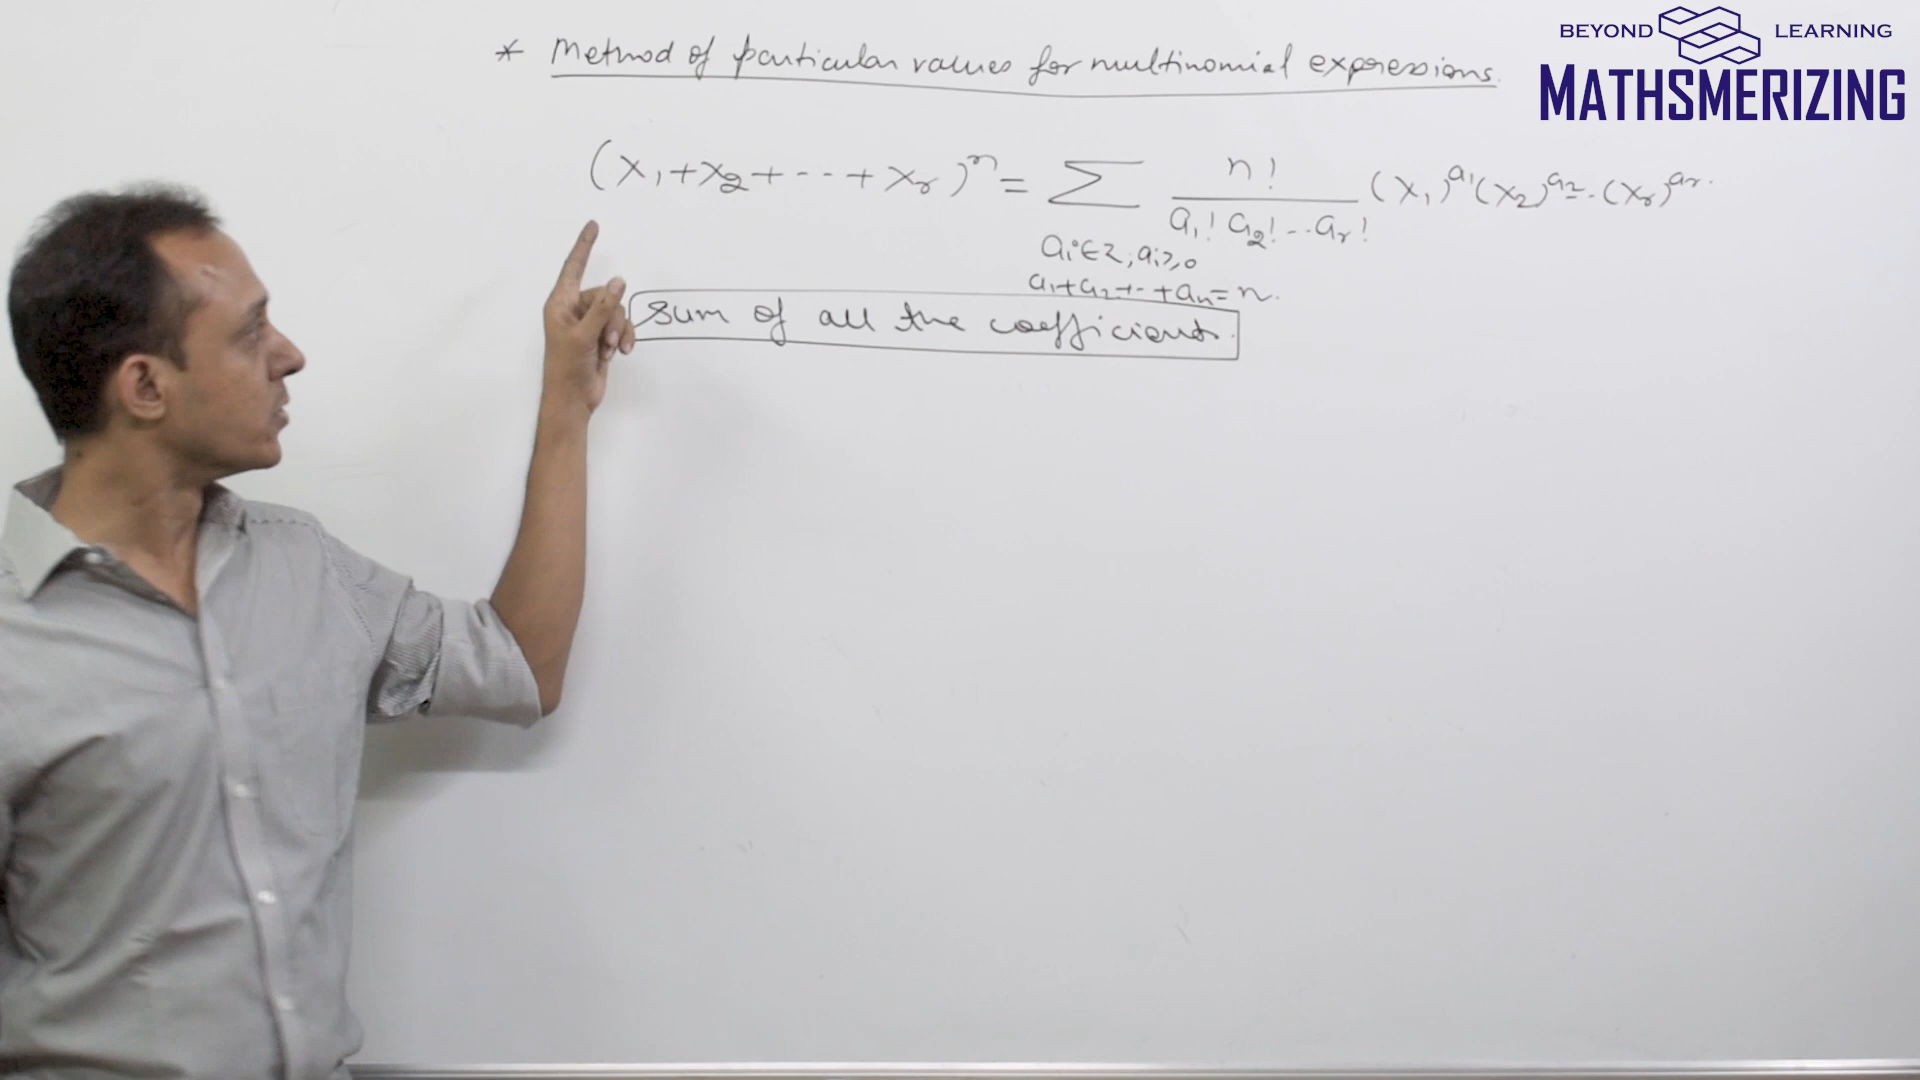 BEYOND LEARNING
MATHSMERIZING
* Method of particular values for multinomial expressions.
(x₁+x₂+---+xᵣ)ⁿ = ∑ n! / a₁! a₂! --- aᵣ! (x₁)^a₁ (x₂)^a₂ -- (xᵣ)^aᵣ.
aᵢ∈Z, aᵢ≥0
a₁+a₂+--+aₙ=n.
sum of all the coefficients.